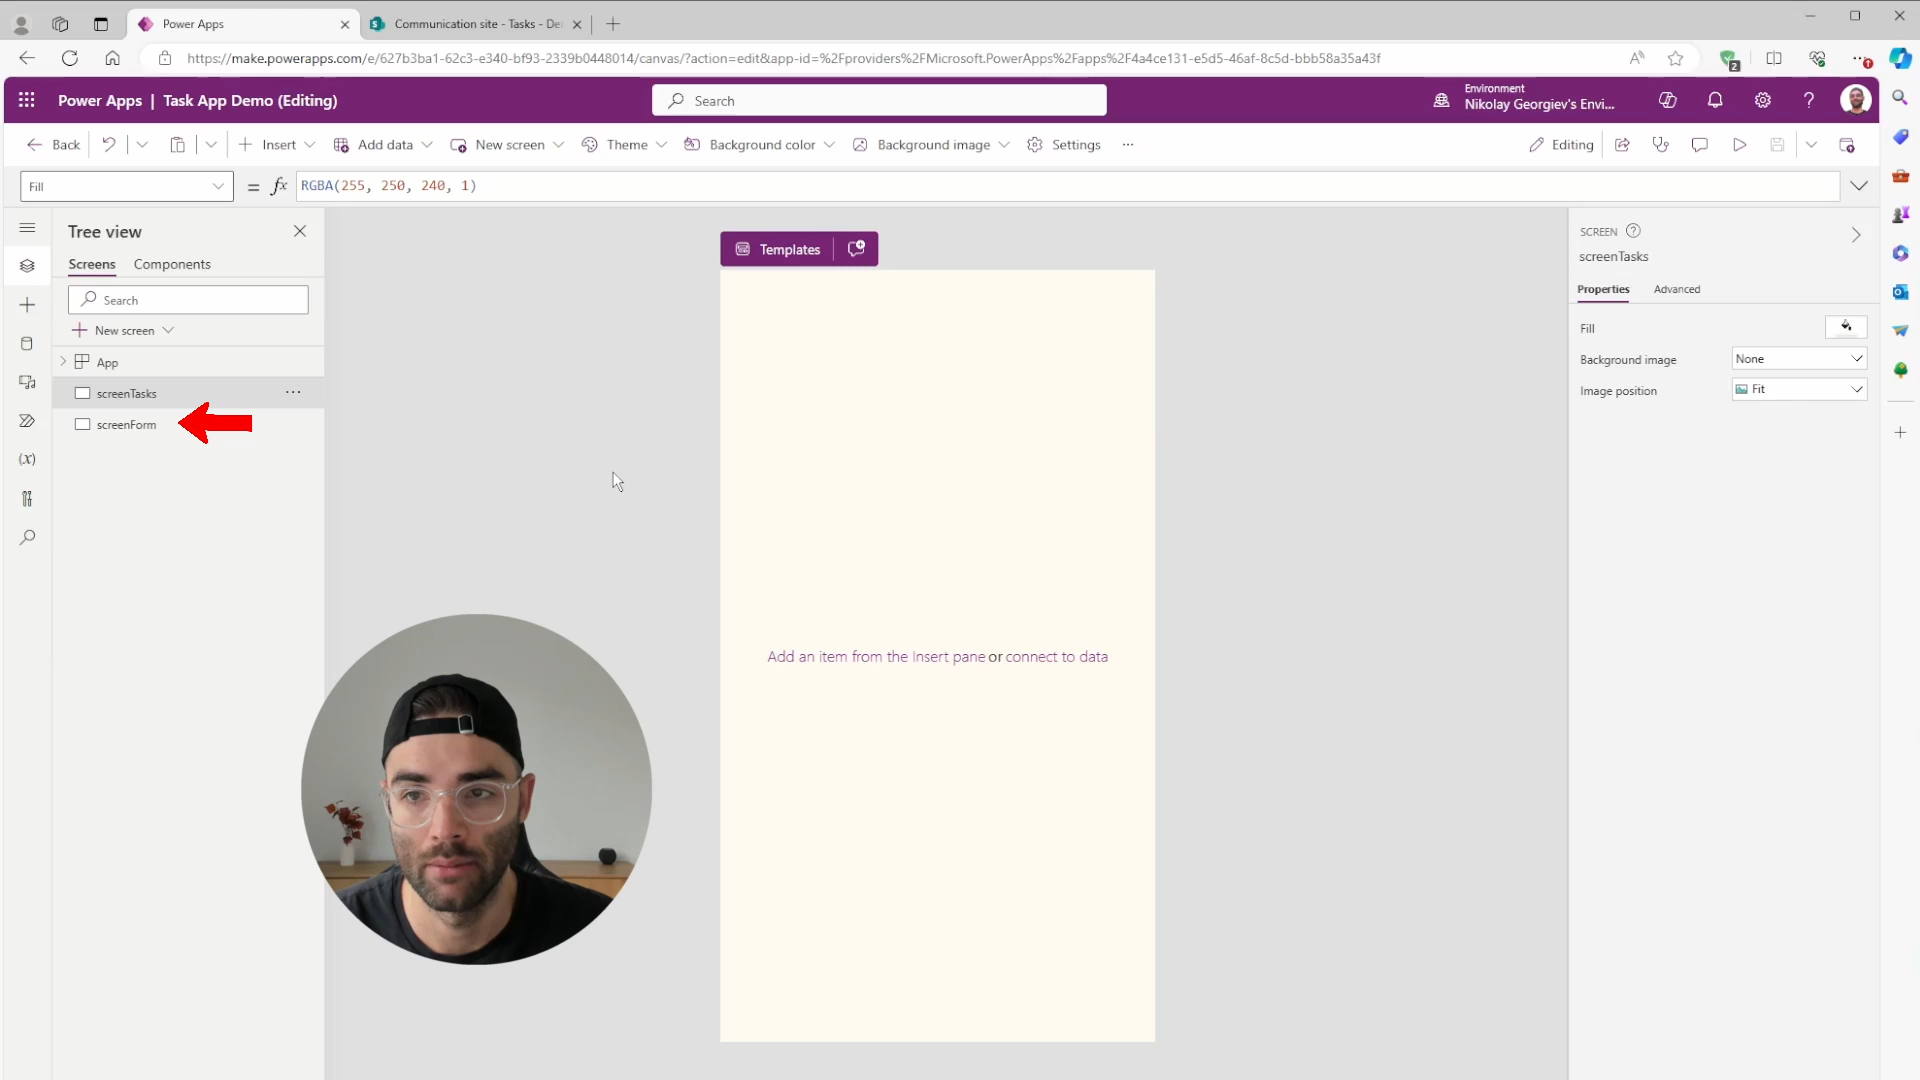 Power Apps
Communication site - Tasks - De
https://make.powerapps.com/e/627b3ba1-62c3-e340-bf93-2339b0448014/canvas/?action=edit&app-id=%2Fproviders%2FMicrosoft.PowerApps%2Fapps%2F4a4ce131-e5d5-46af-8c5d-bbb58a35a43f
2
Power Apps | Task App Demo (Editing)
Search
Environment
Nikolay Georgiev's Envi...
Back
Insert
Add data
New screen
Theme
Background color
Background image
Settings
Editing
Fill
= fx RGBA(255, 250, 240, 1)
Tree view
Screens
Components
Search
New screen
App
screenTasks
screenForm
(x)
Templates
Add an item from the Insert pane or connect to data
SCREEN
screenTasks
Properties
Advanced
Fill
Background image
None
Image position
Fit